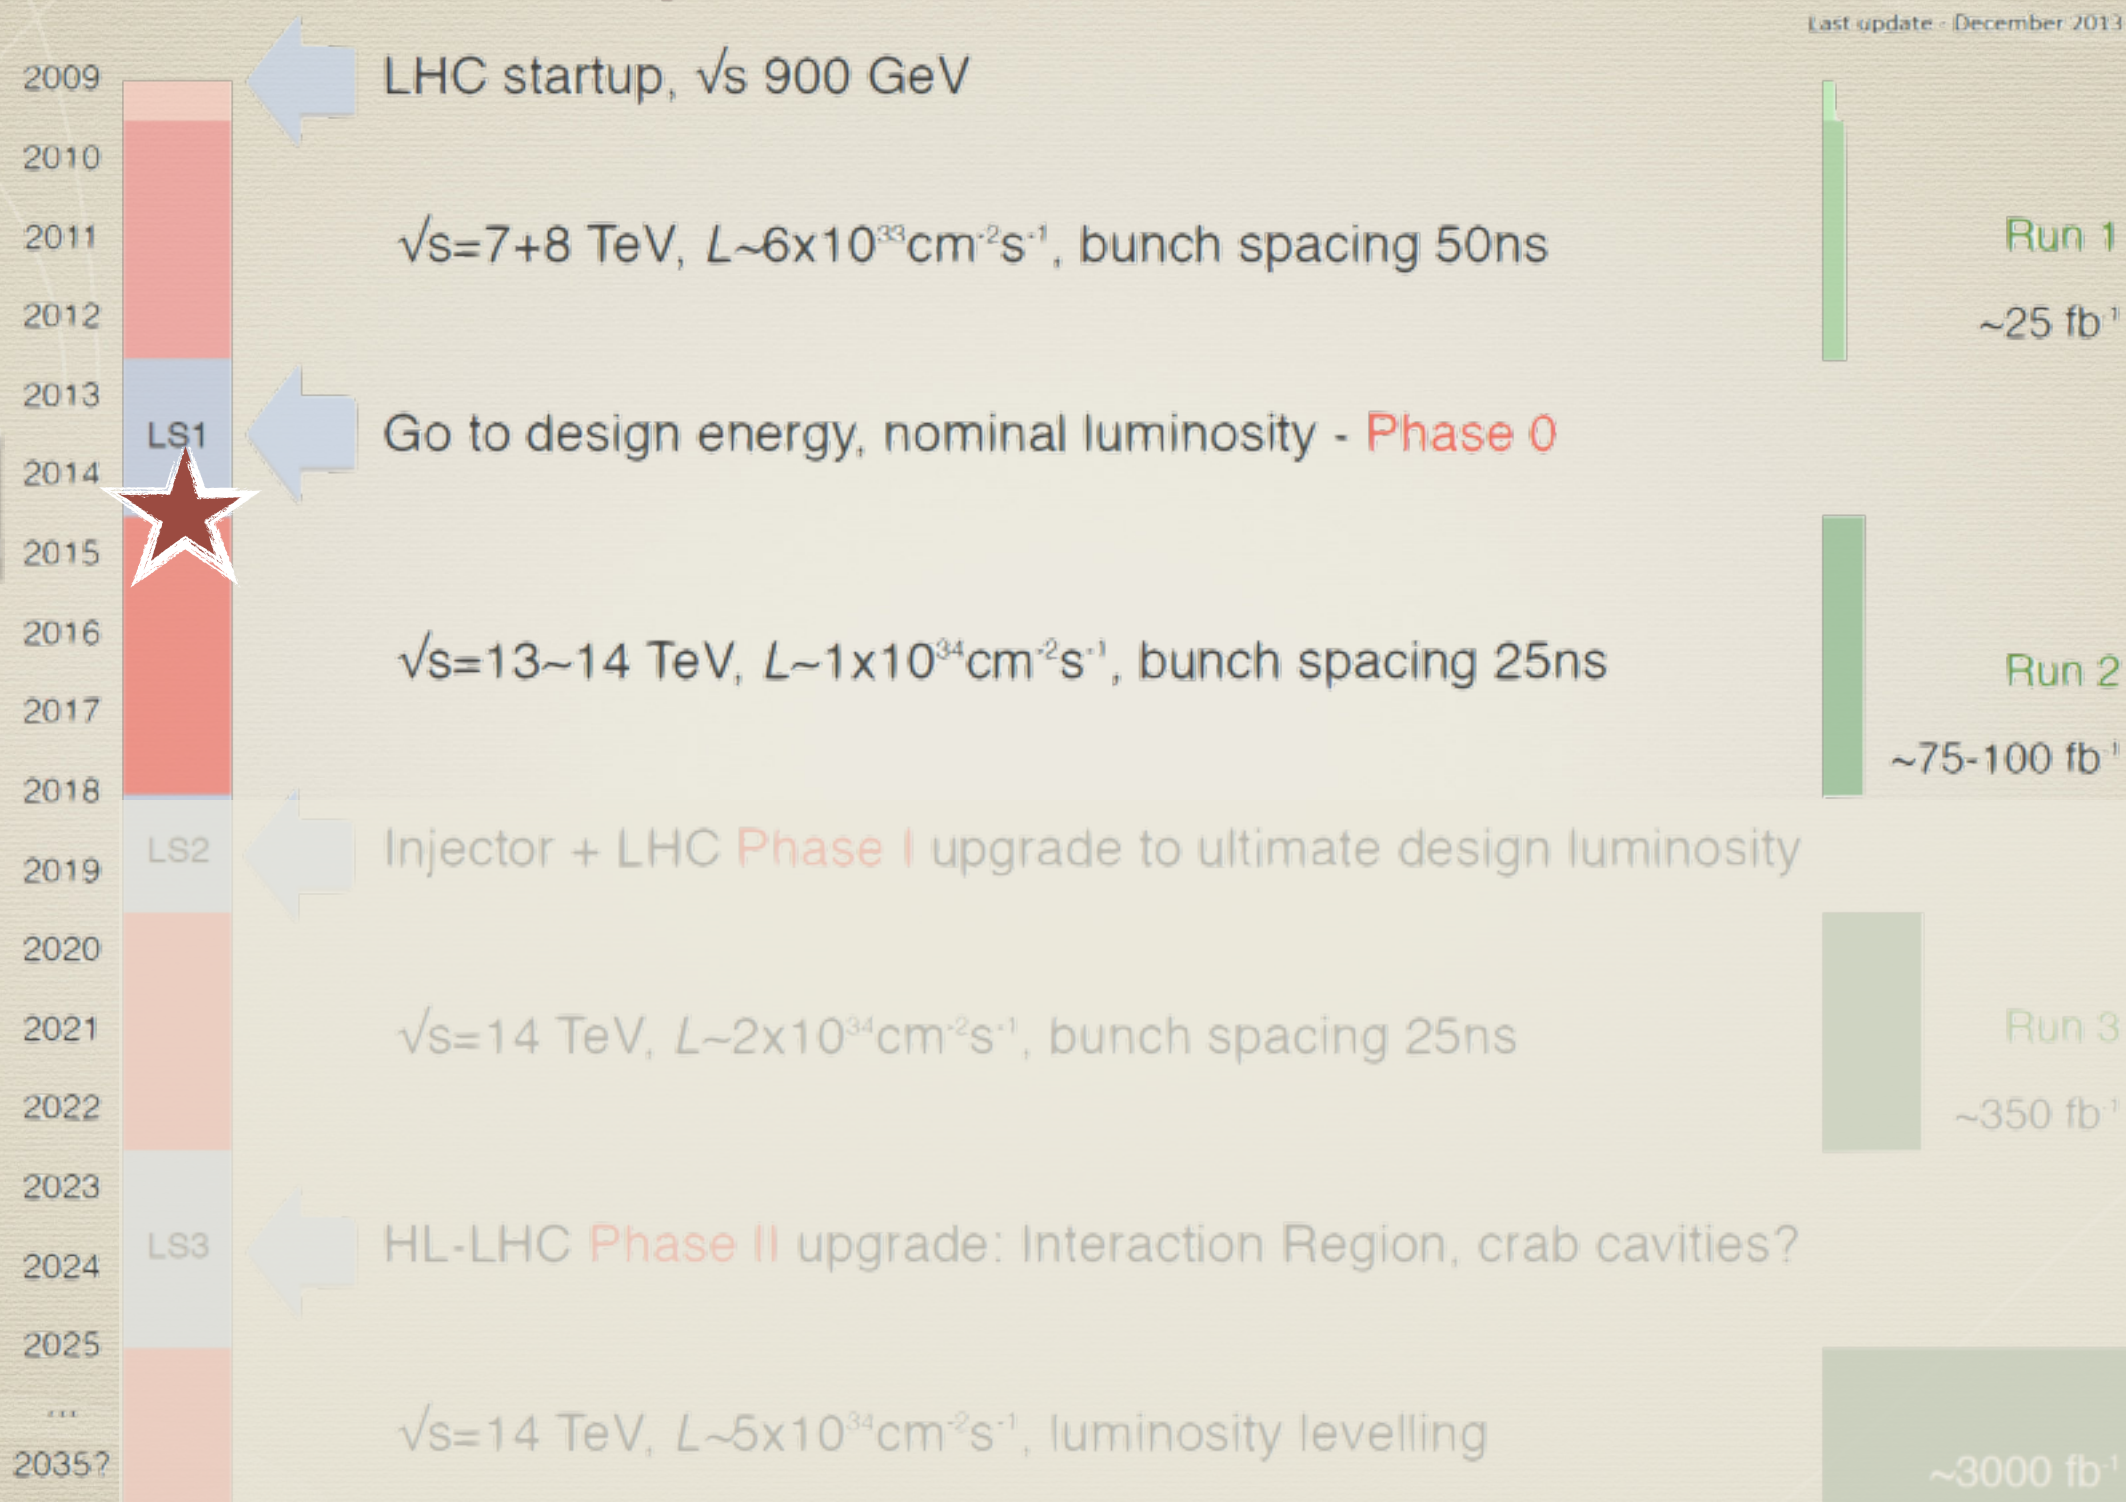 Last update - December 2013
2009 LHC startup, √s 900 GeV
2010
2011 √s=7+8 TeV, L~6x10³³cm⁻²s⁻¹, bunch spacing 50ns Run 1
2012 ~25 fb⁻¹
2013
LS1 Go to design energy, nominal luminosity - Phase 0
2014
2015
2016 √s=13~14 TeV, L~1x10³⁴cm⁻²s⁻¹, bunch spacing 25ns Run 2
2017
~75-100 fb⁻¹
2018
LS2 Injector + LHC Phase I upgrade to ultimate design luminosity
2019
2020
2021 √s=14 TeV, L~2x10³⁴cm⁻²s⁻¹, bunch spacing 25ns Run 3
2022 ~350 fb⁻¹
2023
LS3 HL-LHC Phase II upgrade: Interaction Region, crab cavities?
2024
2025
...
√s=14 TeV, L~5x10³⁴cm⁻²s⁻¹, luminosity levelling
2035? ~3000 fb⁻¹